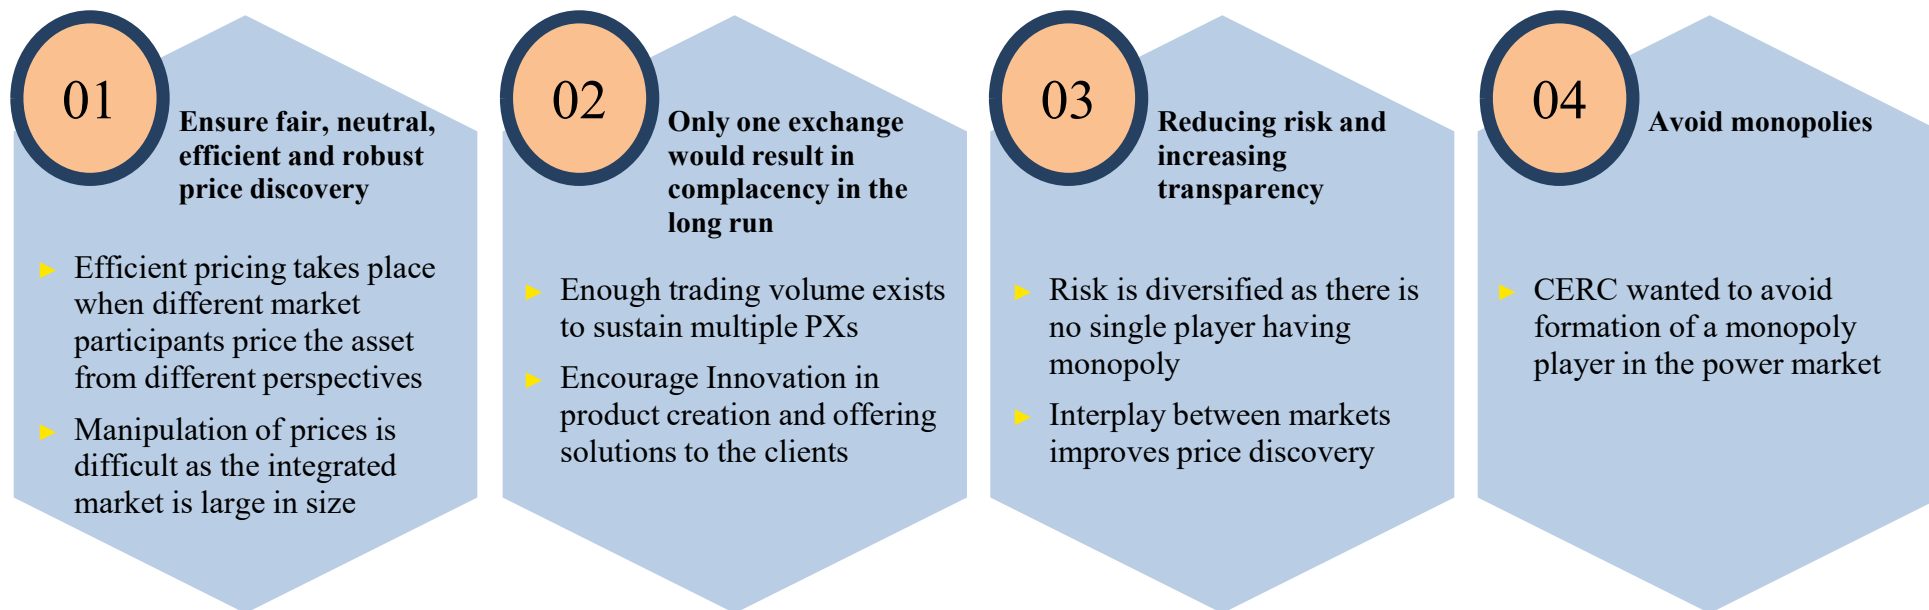 01
Ensure fair, neutral,
efficient and robust
price discovery
Efficient pricing takes place
when different market
participants price the asset
from different perspectives
Manipulation of prices is
difficult as the integrated
market is large in size
02
Only one exchange
would result in
complacency in the
long run
Enough trading volume exists
to sustain multiple PXs
Encourage Innovation in
product creation and offering
solutions to the clients
03
Reducing risk and
increasing
transparency
Risk is diversified as there is
no single player having
monopoly
Interplay between markets
improves price discovery
04
Avoid monopolies
CERC wanted to avoid
formation of a monopoly
player in the power market